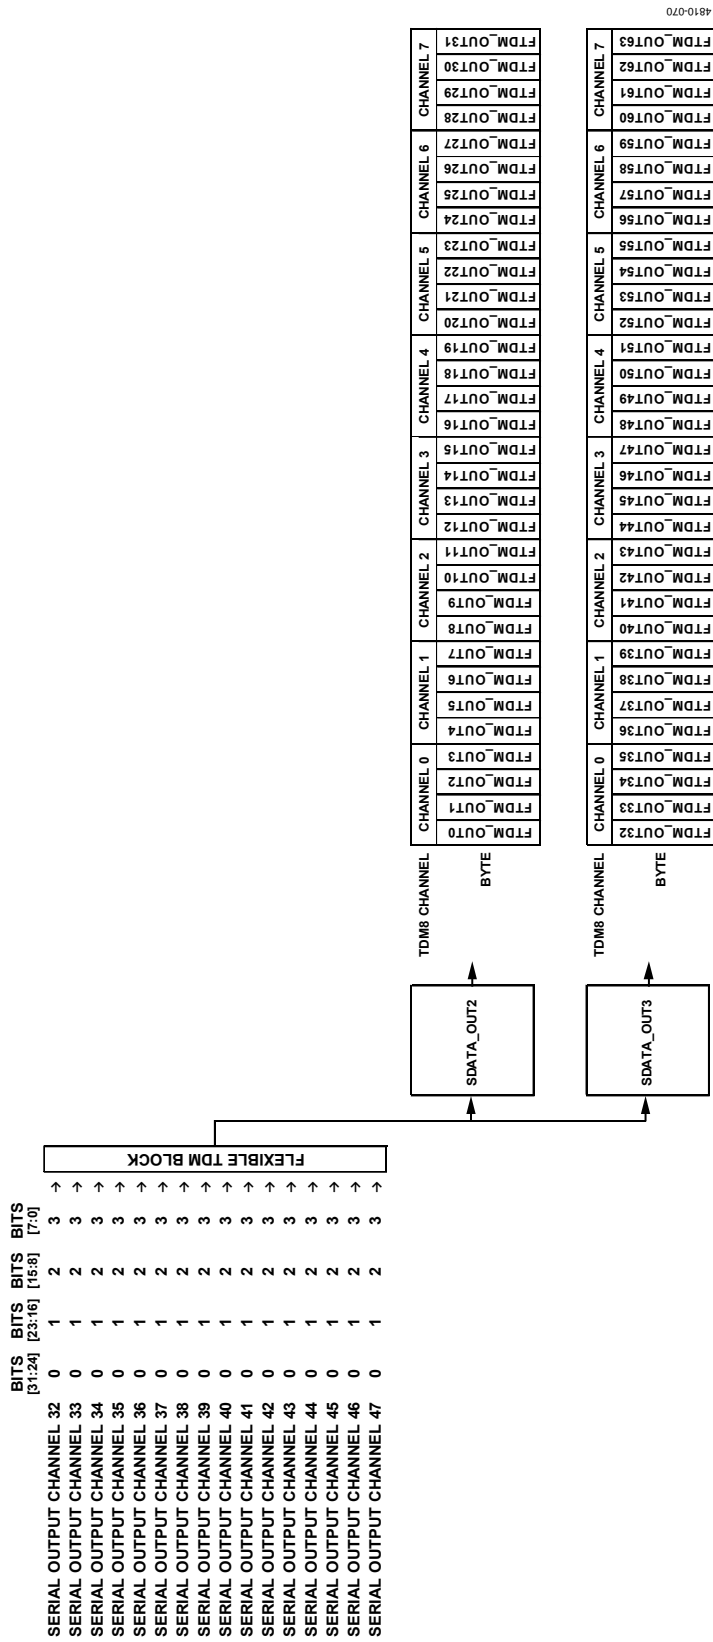 BITS BITS BITS BITS
[31:24] [23:16] [15:8] [7:0]
SERIAL OUTPUT CHANNEL 32 0 1 2 3 →
SERIAL OUTPUT CHANNEL 33 0 1 2 3 →
SERIAL OUTPUT CHANNEL 34 0 1 2 3 →
SERIAL OUTPUT CHANNEL 35 0 1 2 3 →
SERIAL OUTPUT CHANNEL 36 0 1 2 3 →
SERIAL OUTPUT CHANNEL 37 0 1 2 3 →
SERIAL OUTPUT CHANNEL 38 0 1 2 3 →
SERIAL OUTPUT CHANNEL 39 0 1 2 3 →
SERIAL OUTPUT CHANNEL 40 0 1 2 3 →
SERIAL OUTPUT CHANNEL 41 0 1 2 3 →
SERIAL OUTPUT CHANNEL 42 0 1 2 3 →
SERIAL OUTPUT CHANNEL 43 0 1 2 3 →
SERIAL OUTPUT CHANNEL 44 0 1 2 3 →
SERIAL OUTPUT CHANNEL 45 0 1 2 3 →
SERIAL OUTPUT CHANNEL 46 0 1 2 3 →
SERIAL OUTPUT CHANNEL 47 0 1 2 3 →
FLEXIBLE TDM BLOCK
SDATA_OUT2
TDM8 CHANNEL
CHANNEL 0
CHANNEL 1
CHANNEL 2
CHANNEL 3
CHANNEL 4
CHANNEL 5
CHANNEL 6
CHANNEL 7
BYTE
FTDM_OUT0
FTDM_OUT1
FTDM_OUT2
FTDM_OUT3
FTDM_OUT4
FTDM_OUT5
FTDM_OUT6
FTDM_OUT7
FTDM_OUT8
FTDM_OUT9
FTDM_OUT10
FTDM_OUT11
FTDM_OUT12
FTDM_OUT13
FTDM_OUT14
FTDM_OUT15
FTDM_OUT16
FTDM_OUT17
FTDM_OUT18
FTDM_OUT19
FTDM_OUT20
FTDM_OUT21
FTDM_OUT22
FTDM_OUT23
FTDM_OUT24
FTDM_OUT25
FTDM_OUT26
FTDM_OUT27
FTDM_OUT28
FTDM_OUT29
FTDM_OUT30
FTDM_OUT31
SDATA_OUT3
TDM8 CHANNEL
CHANNEL 0
CHANNEL 1
CHANNEL 2
CHANNEL 3
CHANNEL 4
CHANNEL 5
CHANNEL 6
CHANNEL 7
BYTE
FTDM_OUT32
FTDM_OUT33
FTDM_OUT34
FTDM_OUT35
FTDM_OUT36
FTDM_OUT37
FTDM_OUT38
FTDM_OUT39
FTDM_OUT40
FTDM_OUT41
FTDM_OUT42
FTDM_OUT43
FTDM_OUT44
FTDM_OUT45
FTDM_OUT46
FTDM_OUT47
FTDM_OUT48
FTDM_OUT49
FTDM_OUT50
FTDM_OUT51
FTDM_OUT52
FTDM_OUT53
FTDM_OUT54
FTDM_OUT55
FTDM_OUT56
FTDM_OUT57
FTDM_OUT58
FTDM_OUT59
FTDM_OUT60
FTDM_OUT61
FTDM_OUT62
FTDM_OUT63
4810-070